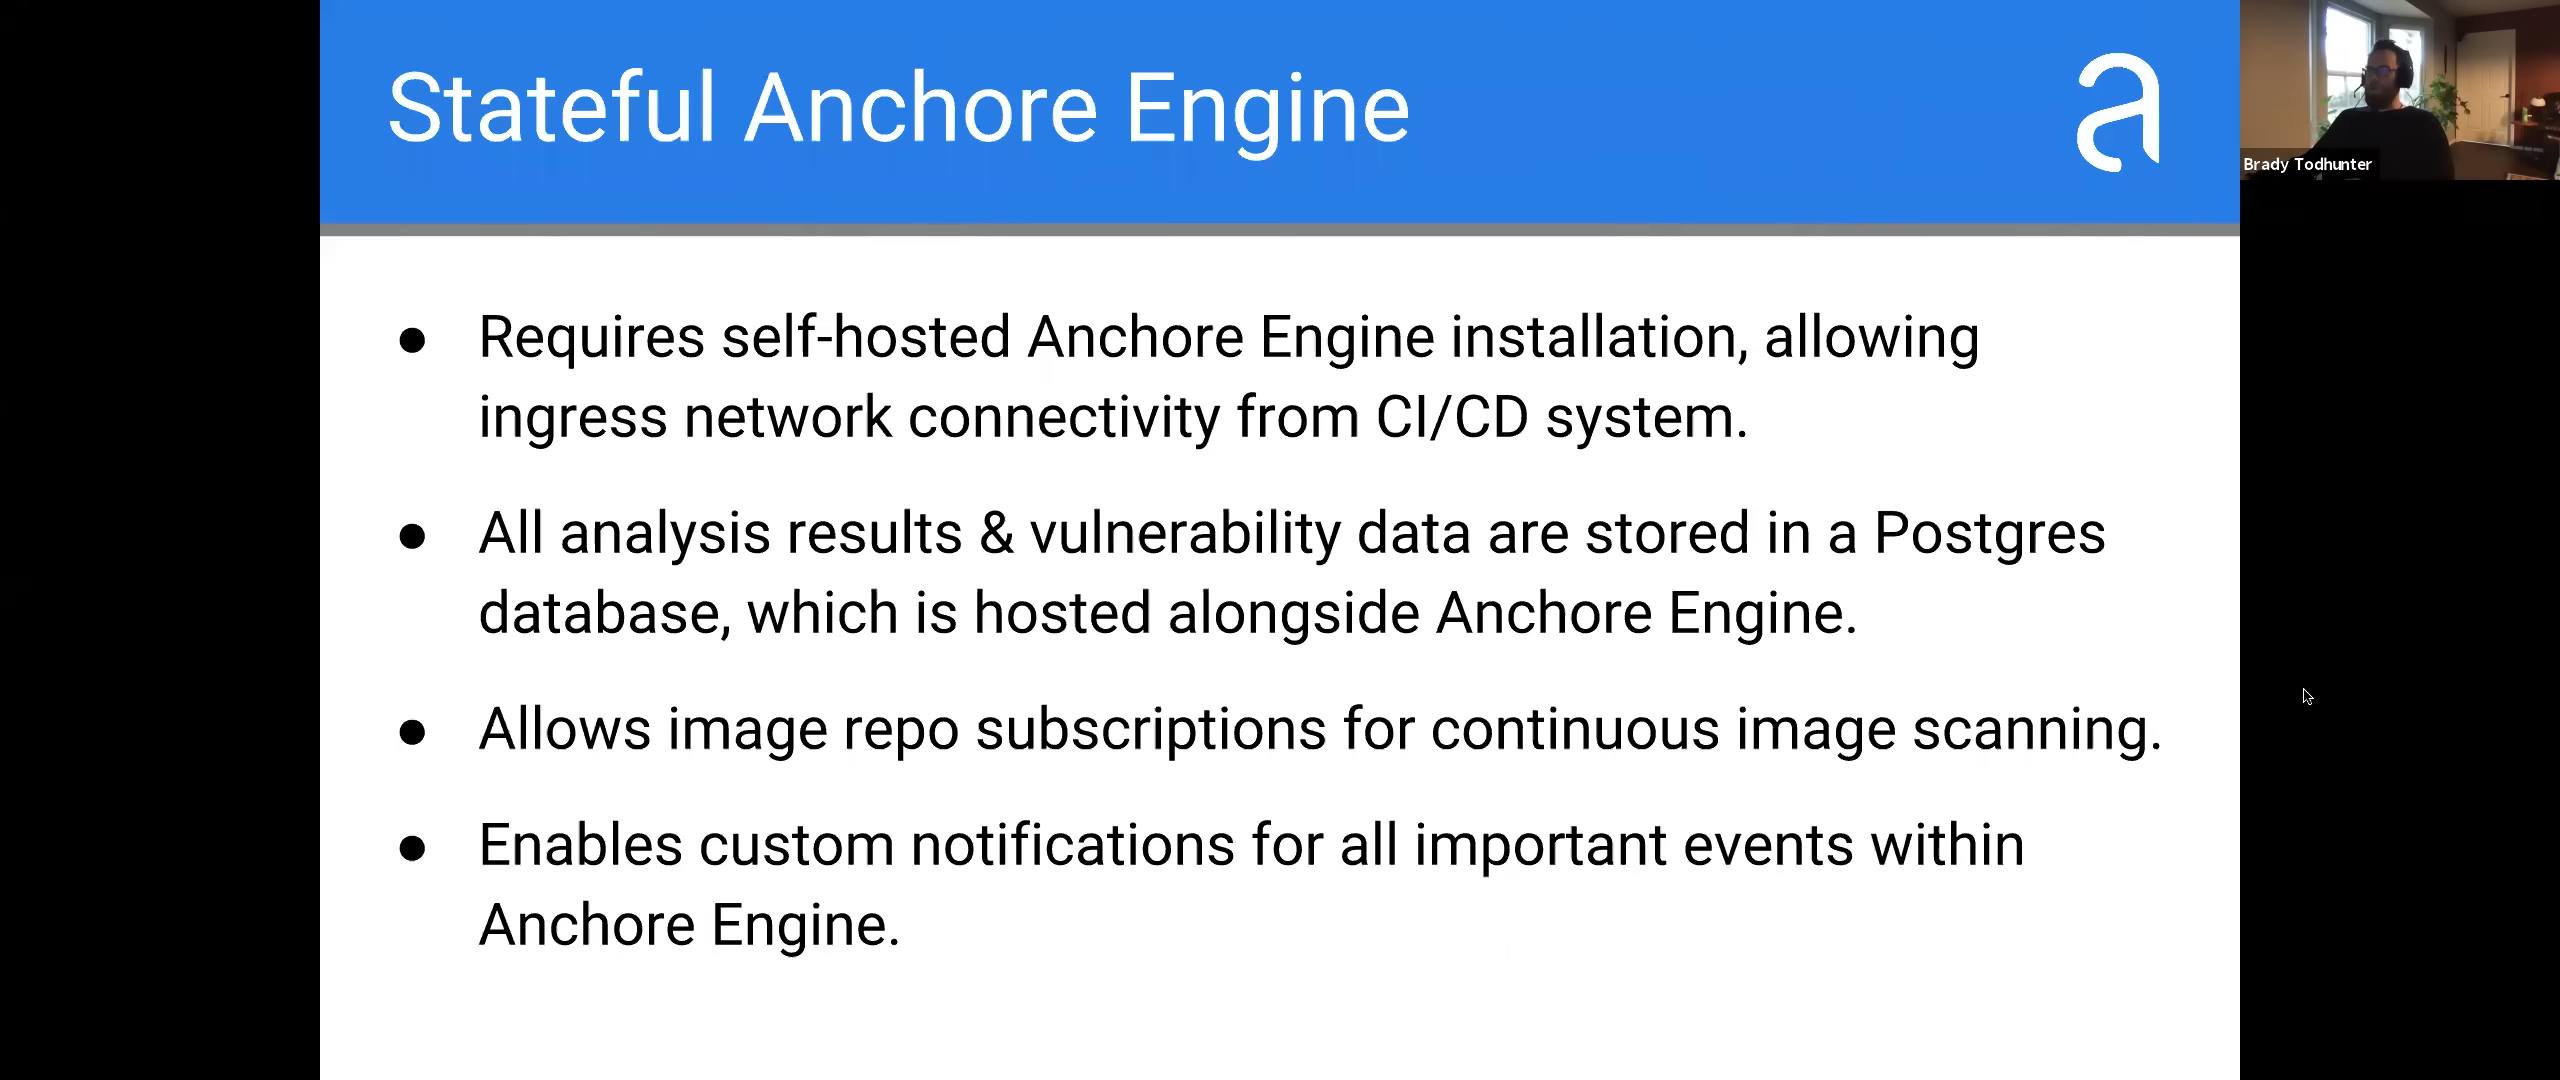 Stateful Anchore Engine
Brady Todhunter
● Requires self-hosted Anchore Engine installation, allowing
ingress network connectivity from CI/CD system.
● All analysis results & vulnerability data are stored in a Postgres
database, which is hosted alongside Anchore Engine.
● Allows image repo subscriptions for continuous image scanning.
● Enables custom notifications for all important events within
Anchore Engine.